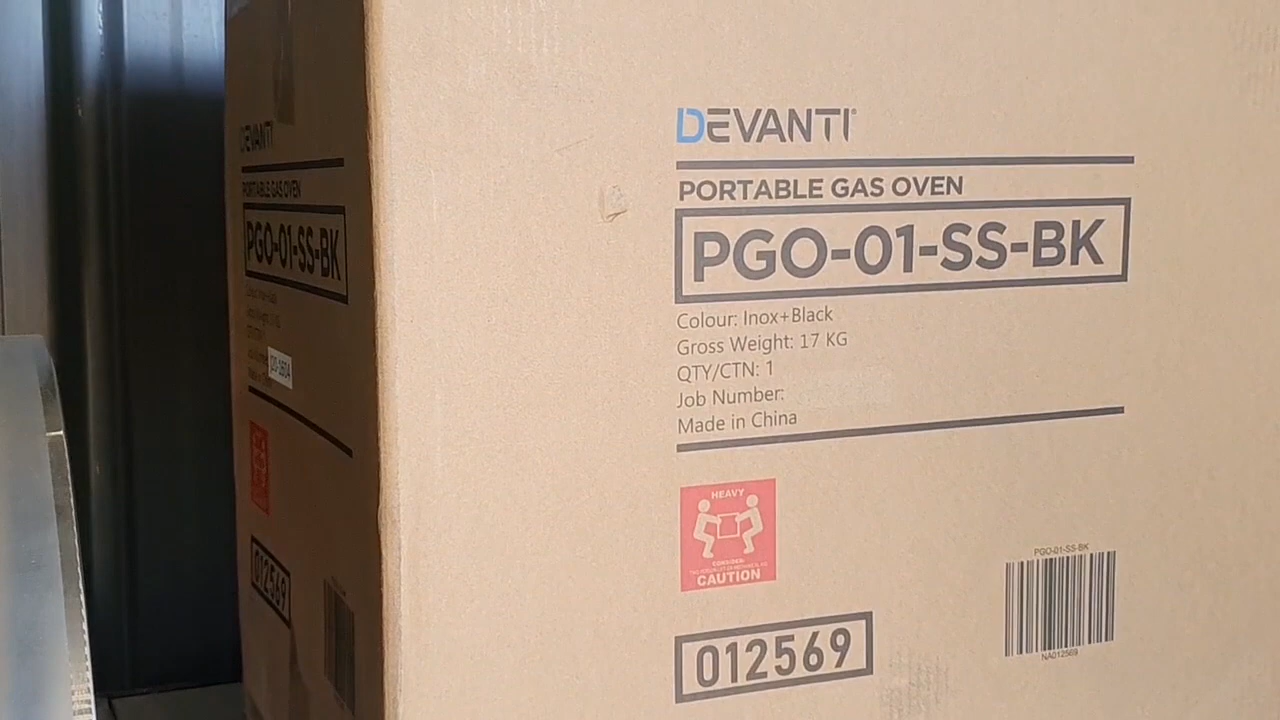 DEVANTI
PORTABLE GAS OVEN
PGO-01-SS-BK
Colour: Inox+Black
Gross Weight: 17 KG
QTY/CTN: 1
Job Number:
Made in China
HEAVY
CONSIDER:
CAUTION
012569
PGO-01-SS-BK
NA012569
DEVANTI
PORTABLE GAS OVEN
PGO-01-SS-BK
012569